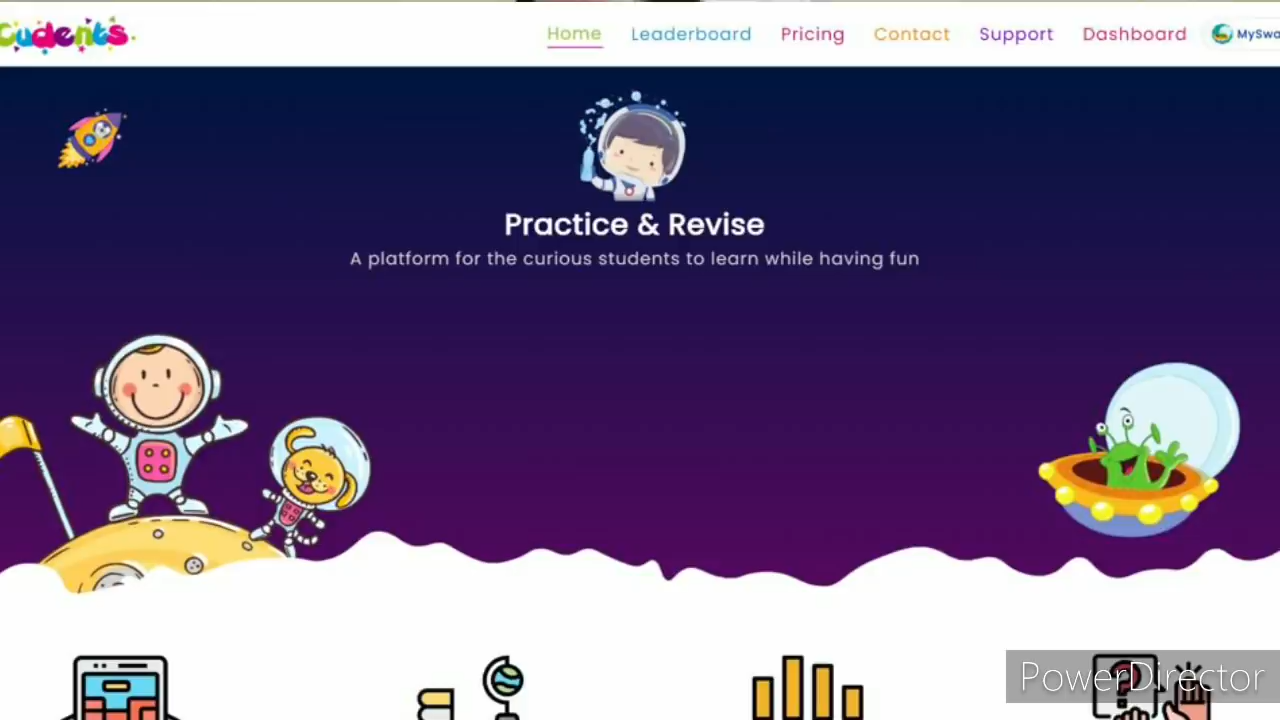 Cudents
Home Leaderboard Pricing Contact Support Dashboard
Practice & Revise
A platform for the curious students to learn while having fun
PowerDirector